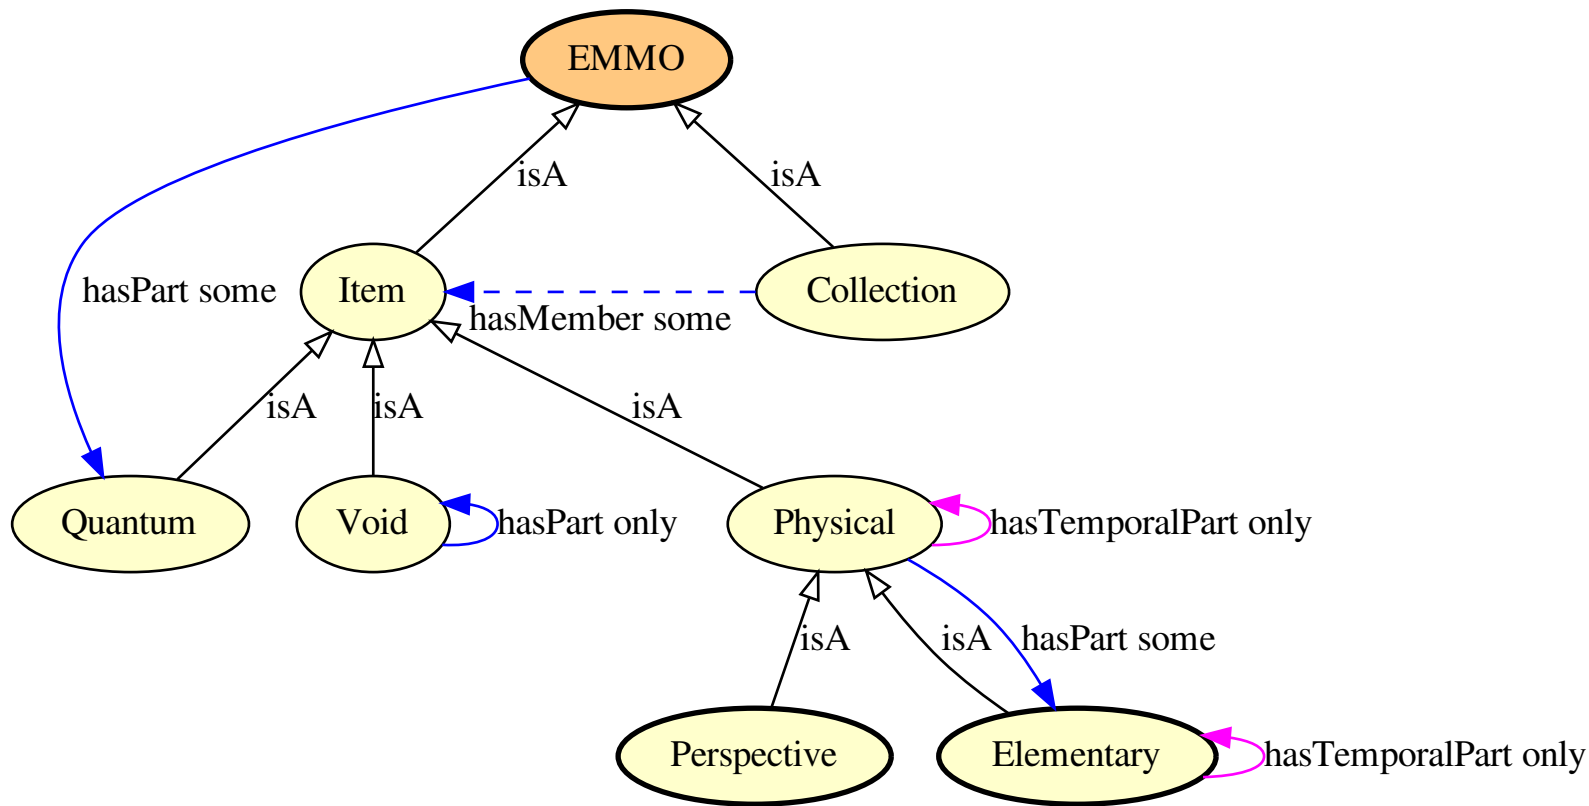 EMMO
isA
isA
hasPart some
Item
Collection
hasMember some
isA
isA
isA
Quantum
Void
hasPart only
Physical
hasTemporalPart only
isA
isA
hasPart some
Perspective
Elementary
hasTemporalPart only